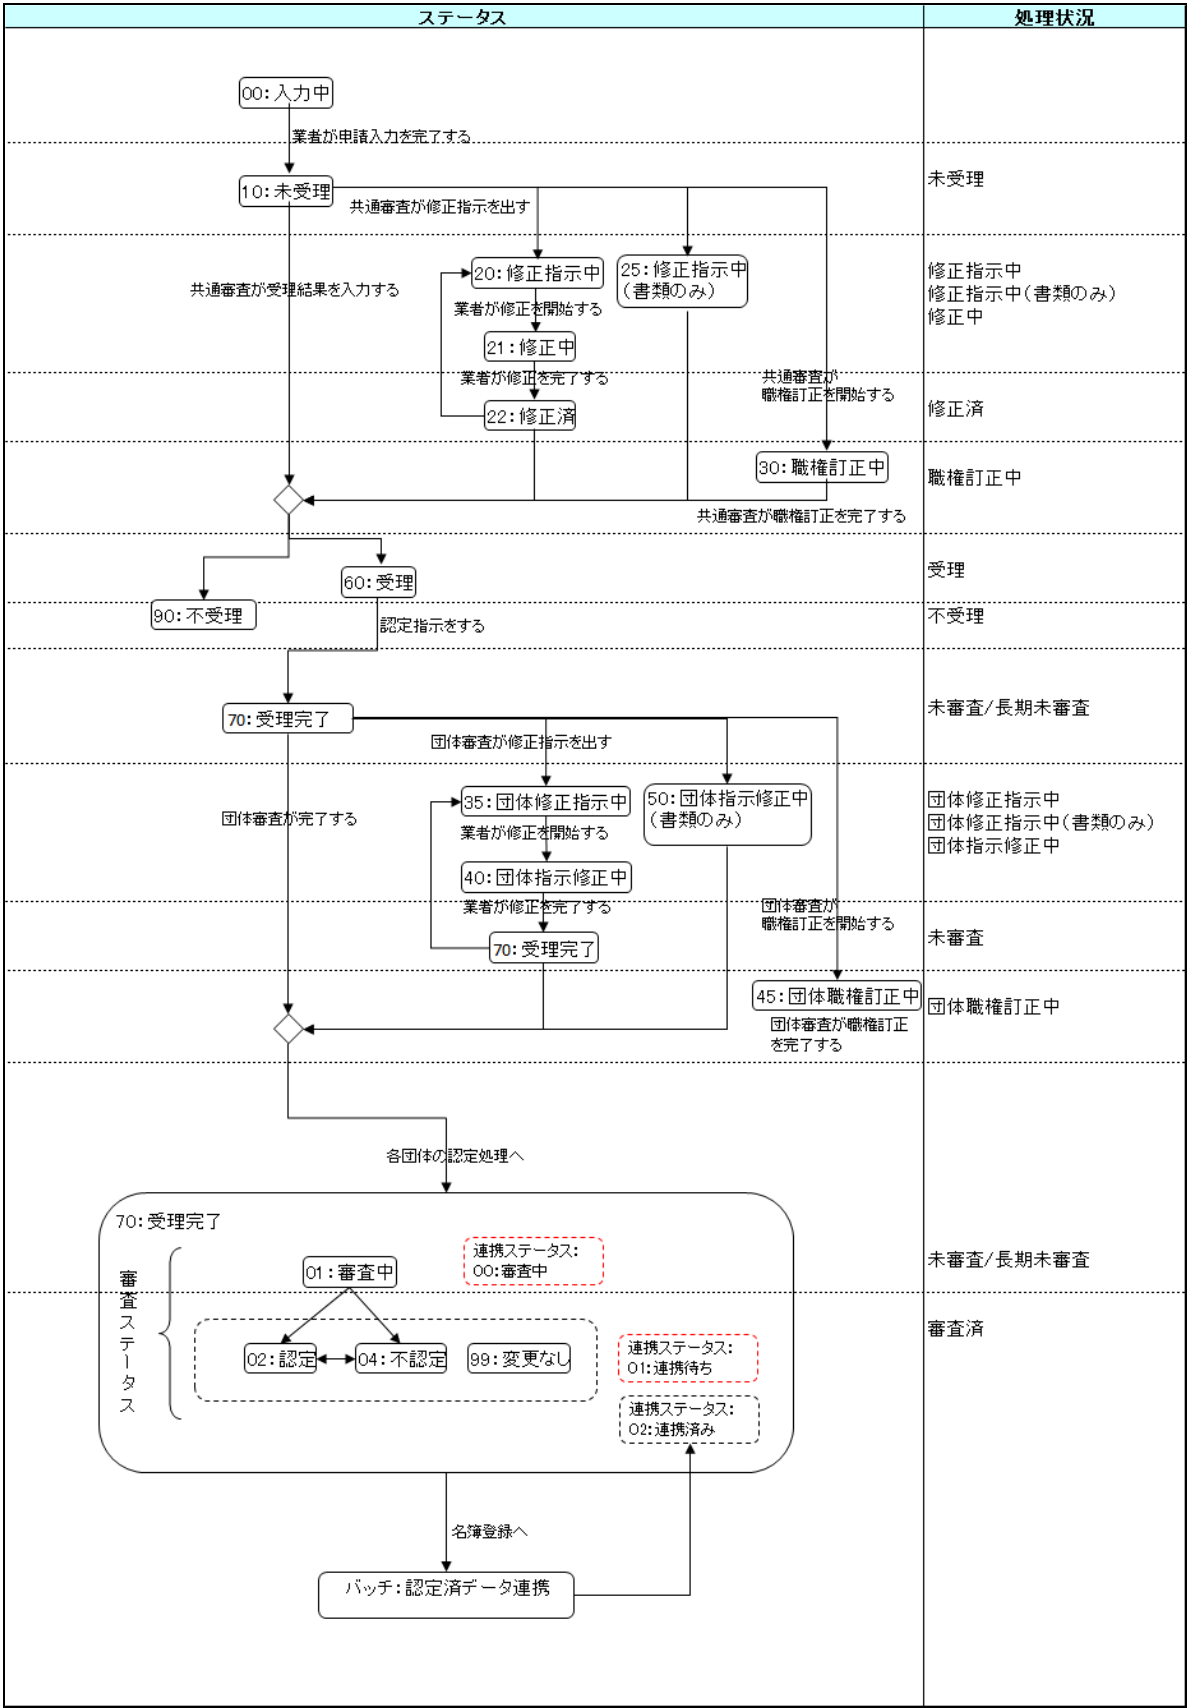 ステータス
処理状況
00:入力中
業者が申請入力を完了する
10:未受理
未受理
共通審査が修正指示を出す
共通審査が受理結果を入力する
20:修正指示中
25:修正指示中
(書類のみ)
修正指示中
修正指示中(書類のみ)
修正中
業者が修正を開始する
21:修正中
業者が修正を完了する
共通審査が
職権訂正を開始する
22:修正済
修正済
30:職権訂正中
職権訂正中
共通審査が職権訂正を完了する
60:受理
受理
90:不受理
不受理
認定指示をする
70:受理完了
未審査/長期未審査
団体審査が修正指示を出す
団体審査が完了する
35:団体修正指示中
50:団体指示修正中
(書類のみ)
団体修正指示中
団体修正指示中(書類のみ)
団体指示修正中
業者が修正を開始する
40:団体指示修正中
業者が修正を完了する
団体審査が
職権訂正を開始する
70:受理完了
未審査
45:団体職権訂正中
団体職権訂正中
団体審査が職権訂正
を完了する
各団体の認定処理へ
70:受理完了
審査ステータス
01:審査中
連携ステータス:
00:審査中
未審査/長期未審査
02:認定
04:不認定
99:変更なし
連携ステータス:
01:連携待ち
審査済
連携ステータス:
02:連携済み
名簿登録へ
バッチ:認定済データ連携